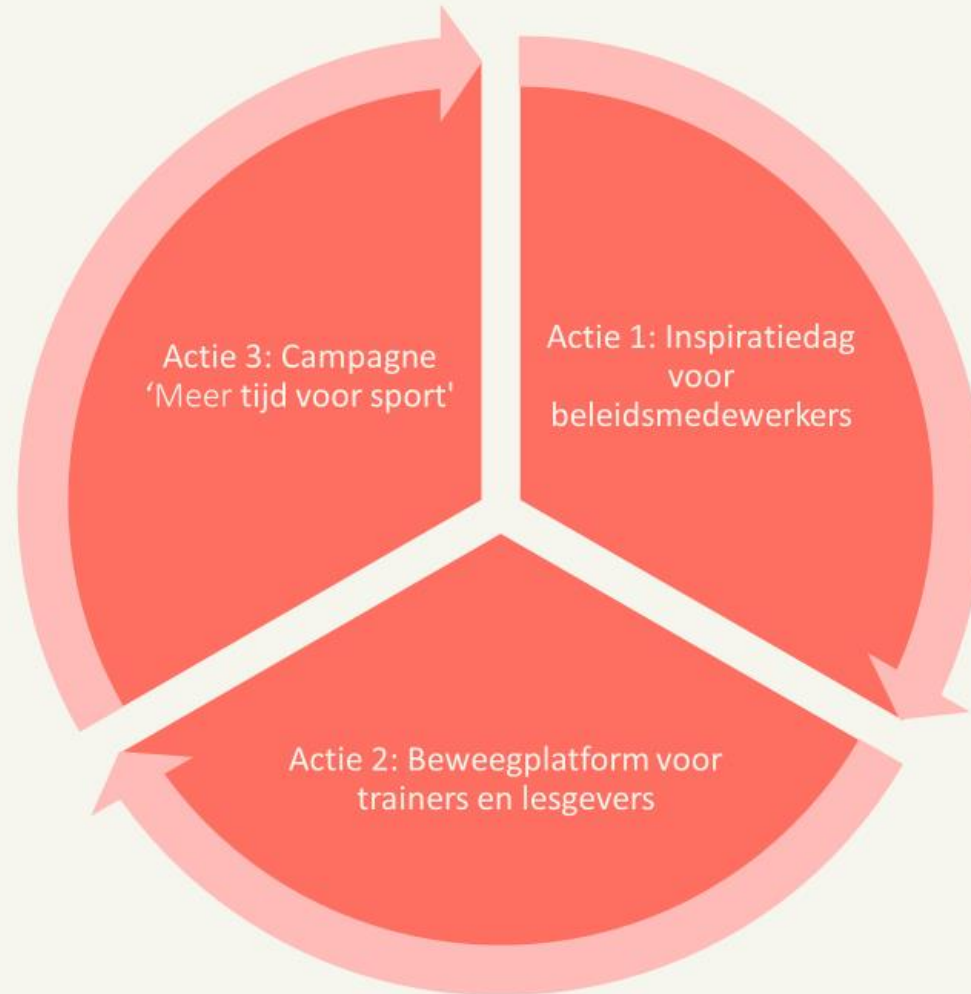 Actie 1: Inspiratiedag
voor
beleidsmedewerkers
Actie 2: Beweegplatform voor
trainers en lesgevers
Actie 3: Campagne
‘Meer tijd voor sport'